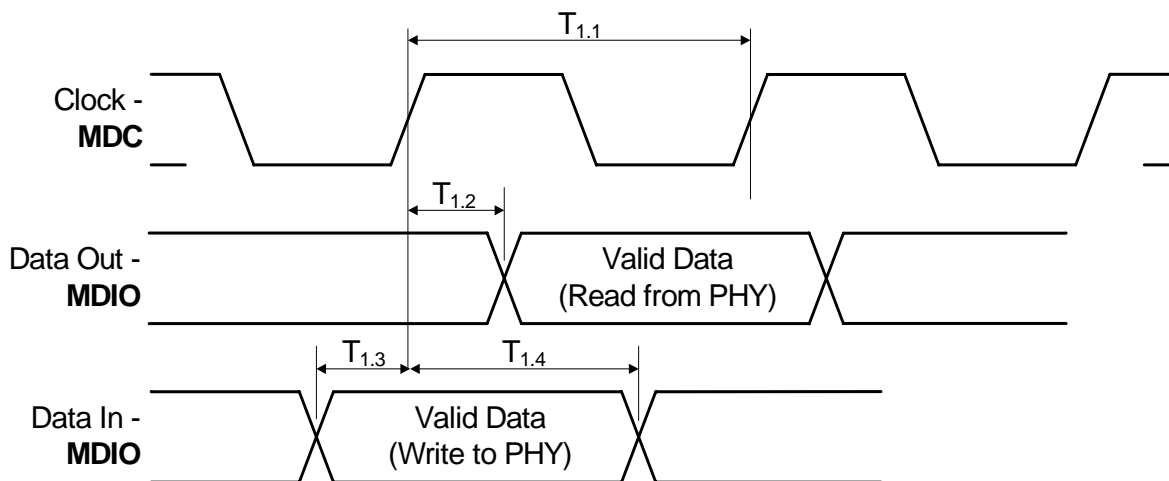 T1.1
Clock -
MDC
T1.2
Data Out -
MDIO
Valid Data
(Read from PHY)
T1.3
T1.4
Data In -
MDIO
Valid Data
(Write to PHY)